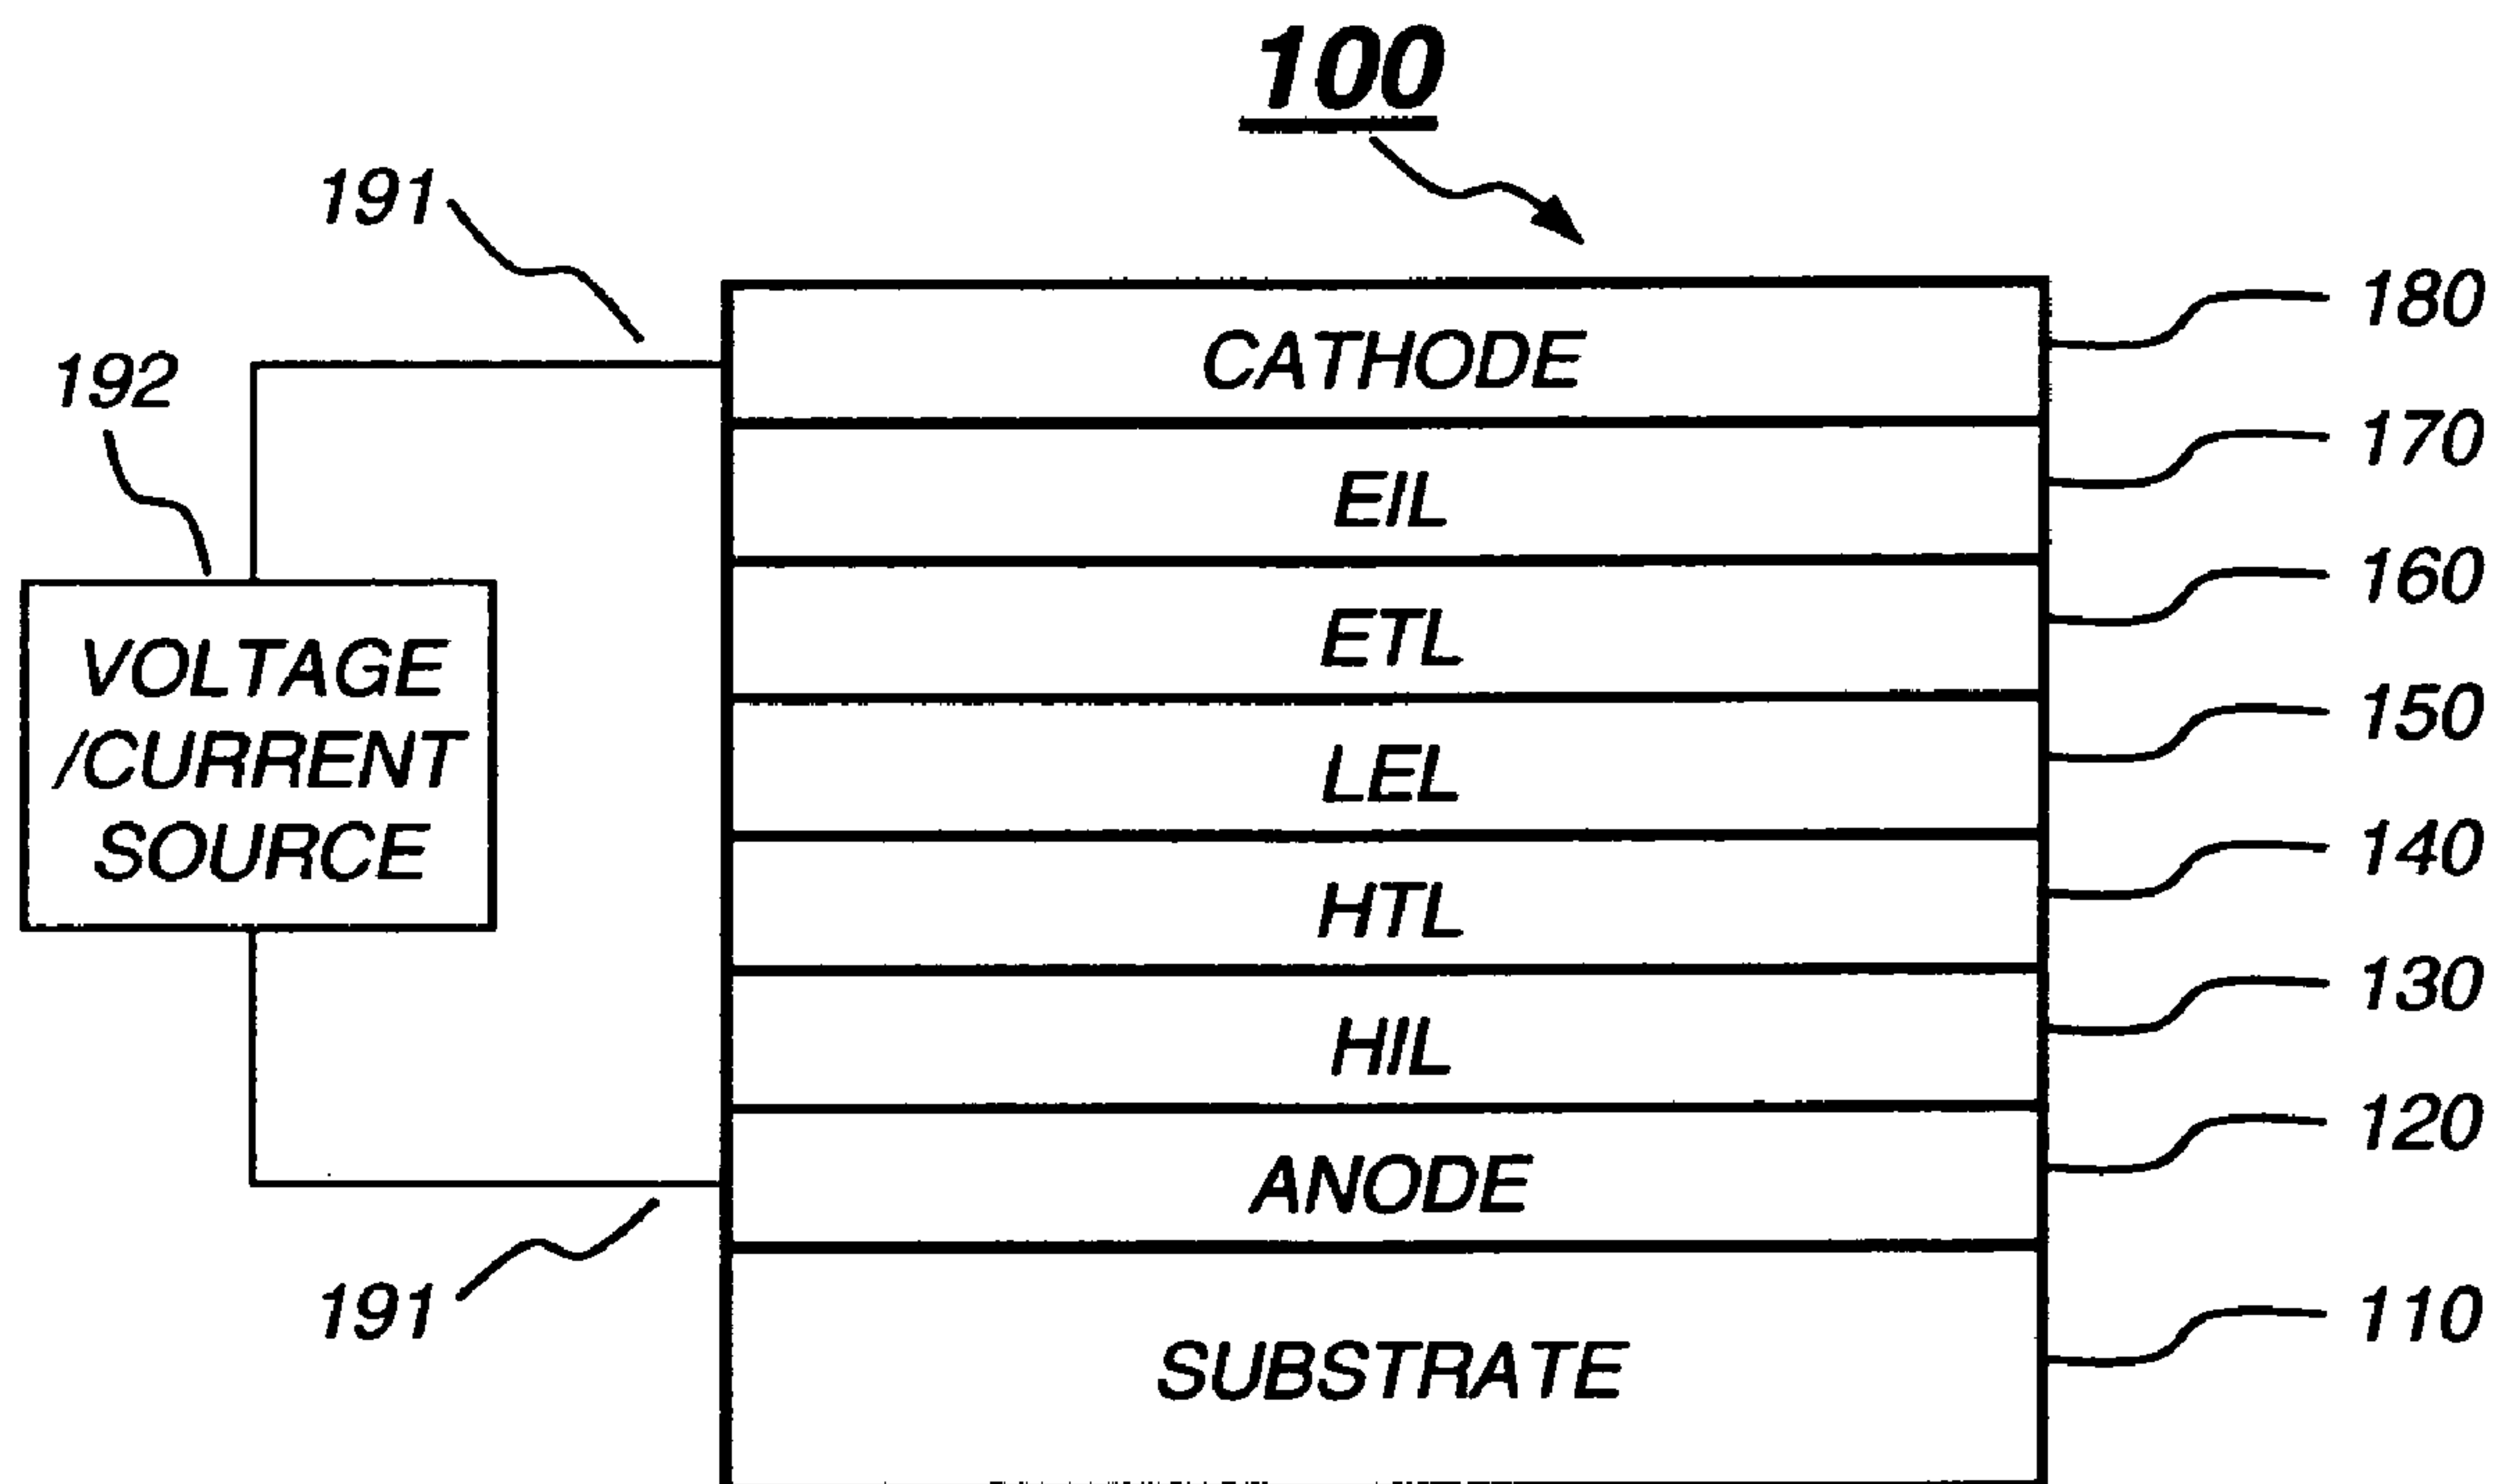 100
191
180
CATHODE
192
170
EIL
160
ETL
VOLTAGE
/CURRENT
SOURCE
150
LEL
140
HTL
130
HIL
120
ANODE
191
110
SUBSTRATE